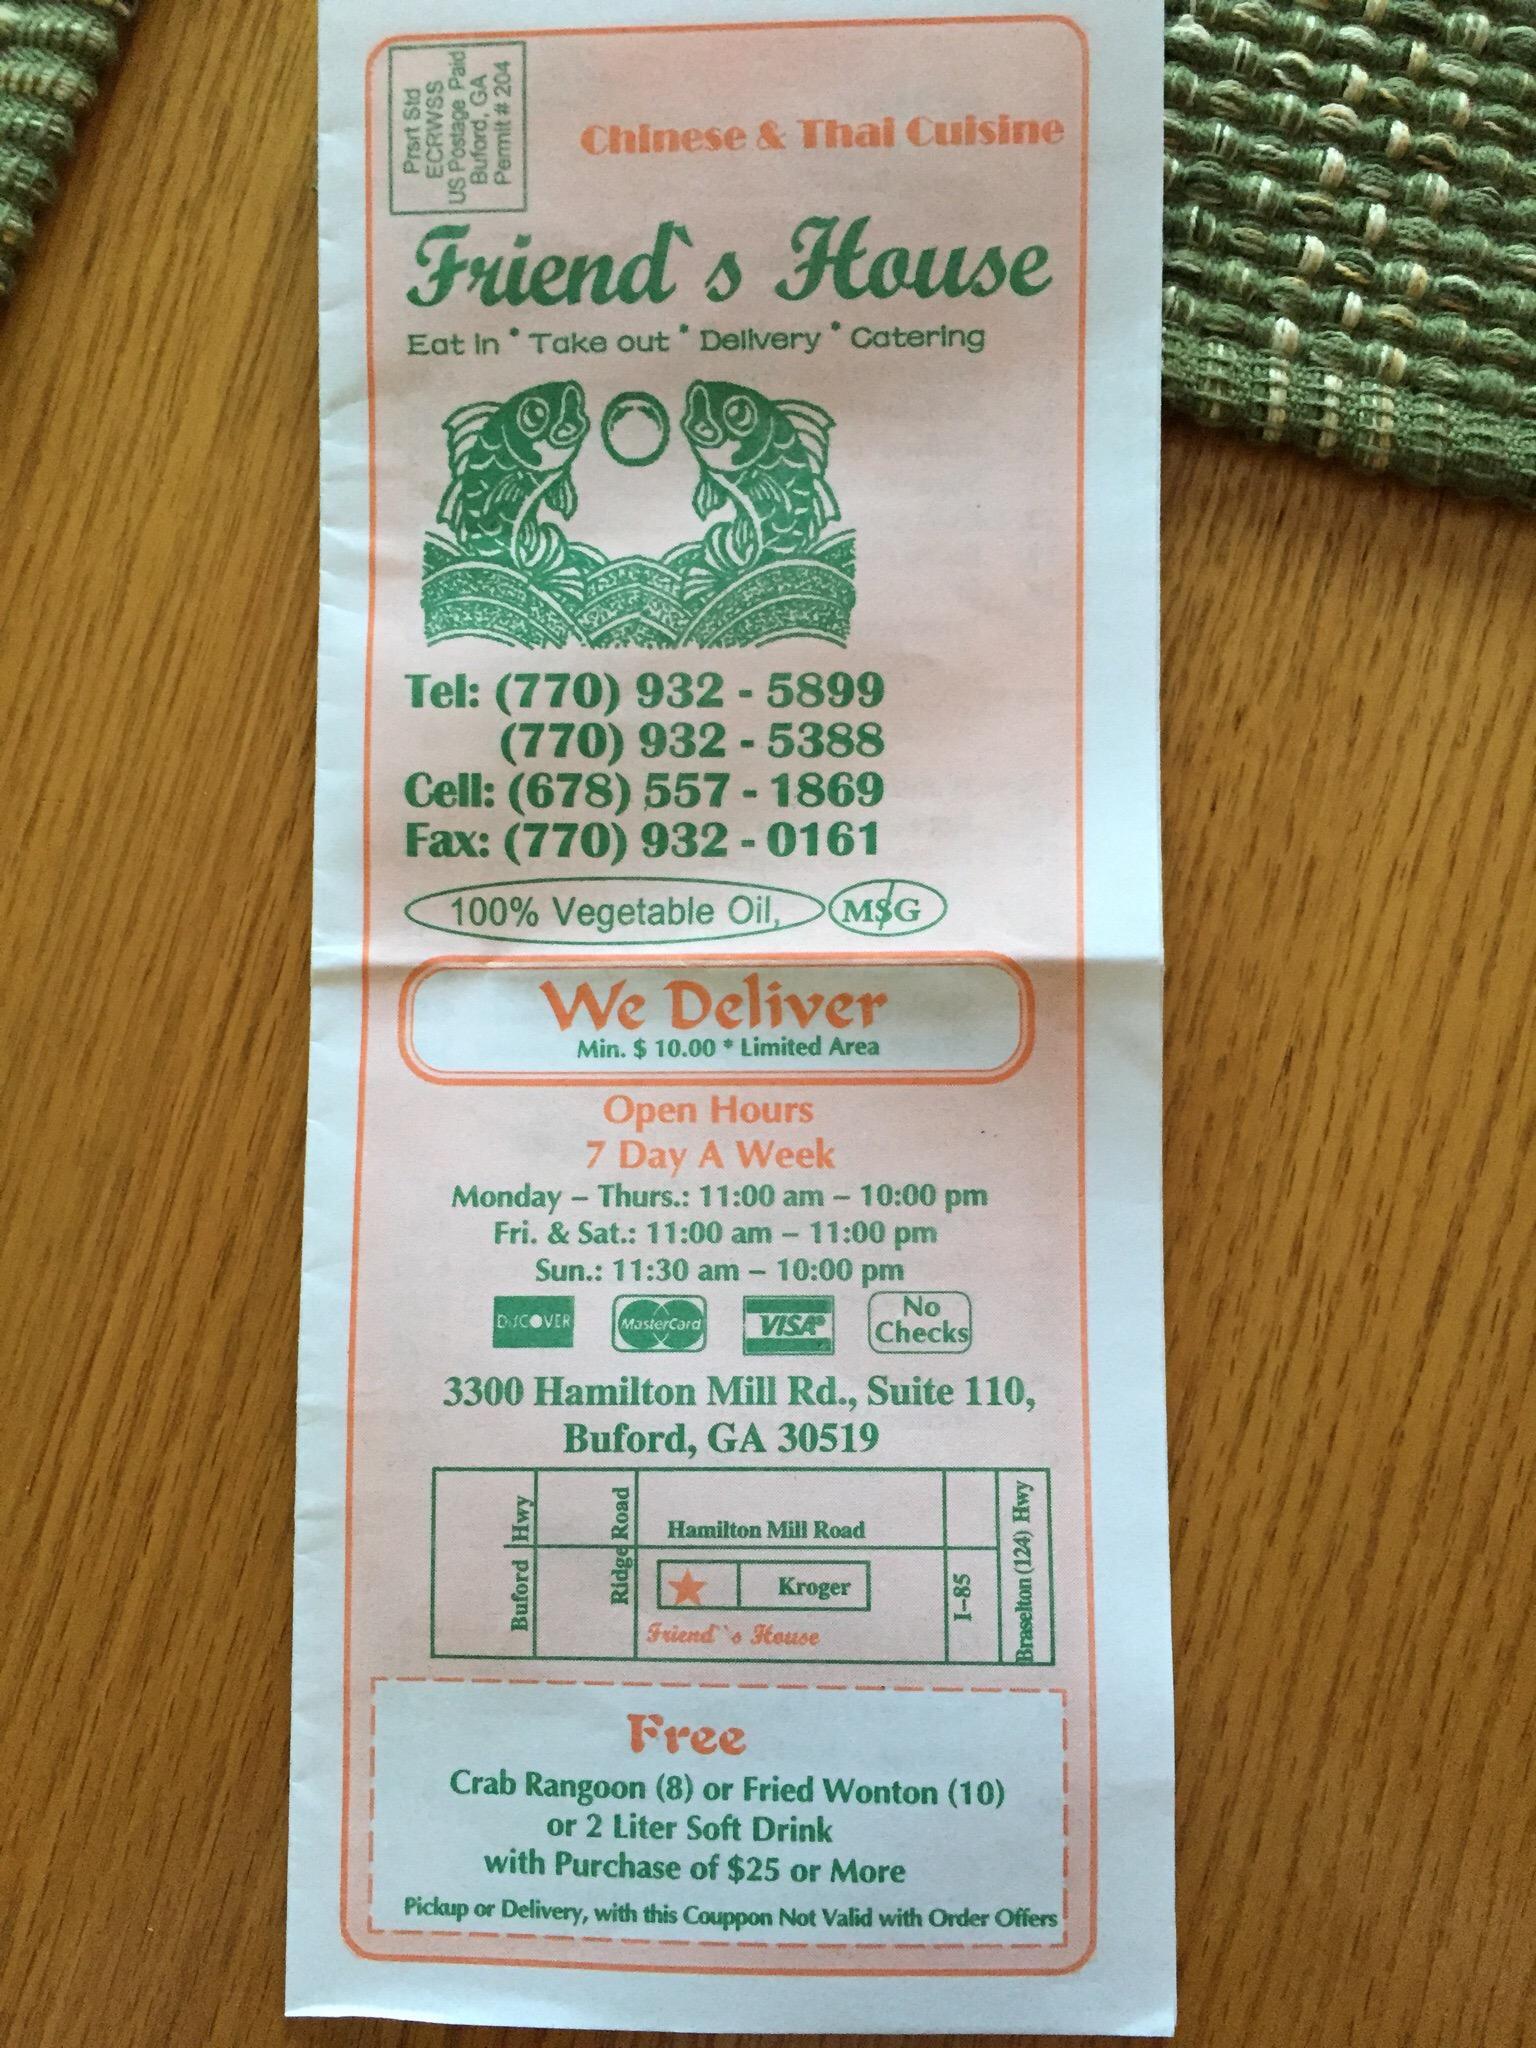 Prsrt Std
ECRWSS
US Postage Paid
Buford, GA
Permit # 204
Chinese & Thai Cuisine
Friend`s House
Eat in * Take out * Delivery * Catering
Tel: (770) 932 - 5899
(770) 932 - 5388
Cell: (678) 557 - 1869
Fax: (770) 932 - 0161
100% Vegetable Oil, MSG
We Deliver
Min. $ 10.00 * Limited Area
Open Hours
7 Day A Week
Monday – Thurs.: 11:00 am – 10:00 pm
Fri. & Sat.: 11:00 am – 11:00 pm
Sun.: 11:30 am – 10:00 pm
DISCOVER MasterCard VISA® No
Checks
3300 Hamilton Mill Rd., Suite 110,
Buford, GA 30519
Buford Hwy
Ridge Road
Hamilton Mill Road
Kroger
Friend``s House
I-85
Braselton (124) Hwy
Free
Crab Rangoon (8) or Fried Wonton (10)
or 2 Liter Soft Drink
with Purchase of $25 or More
Pickup or Delivery, with this Couppon Not Valid with Order Offers